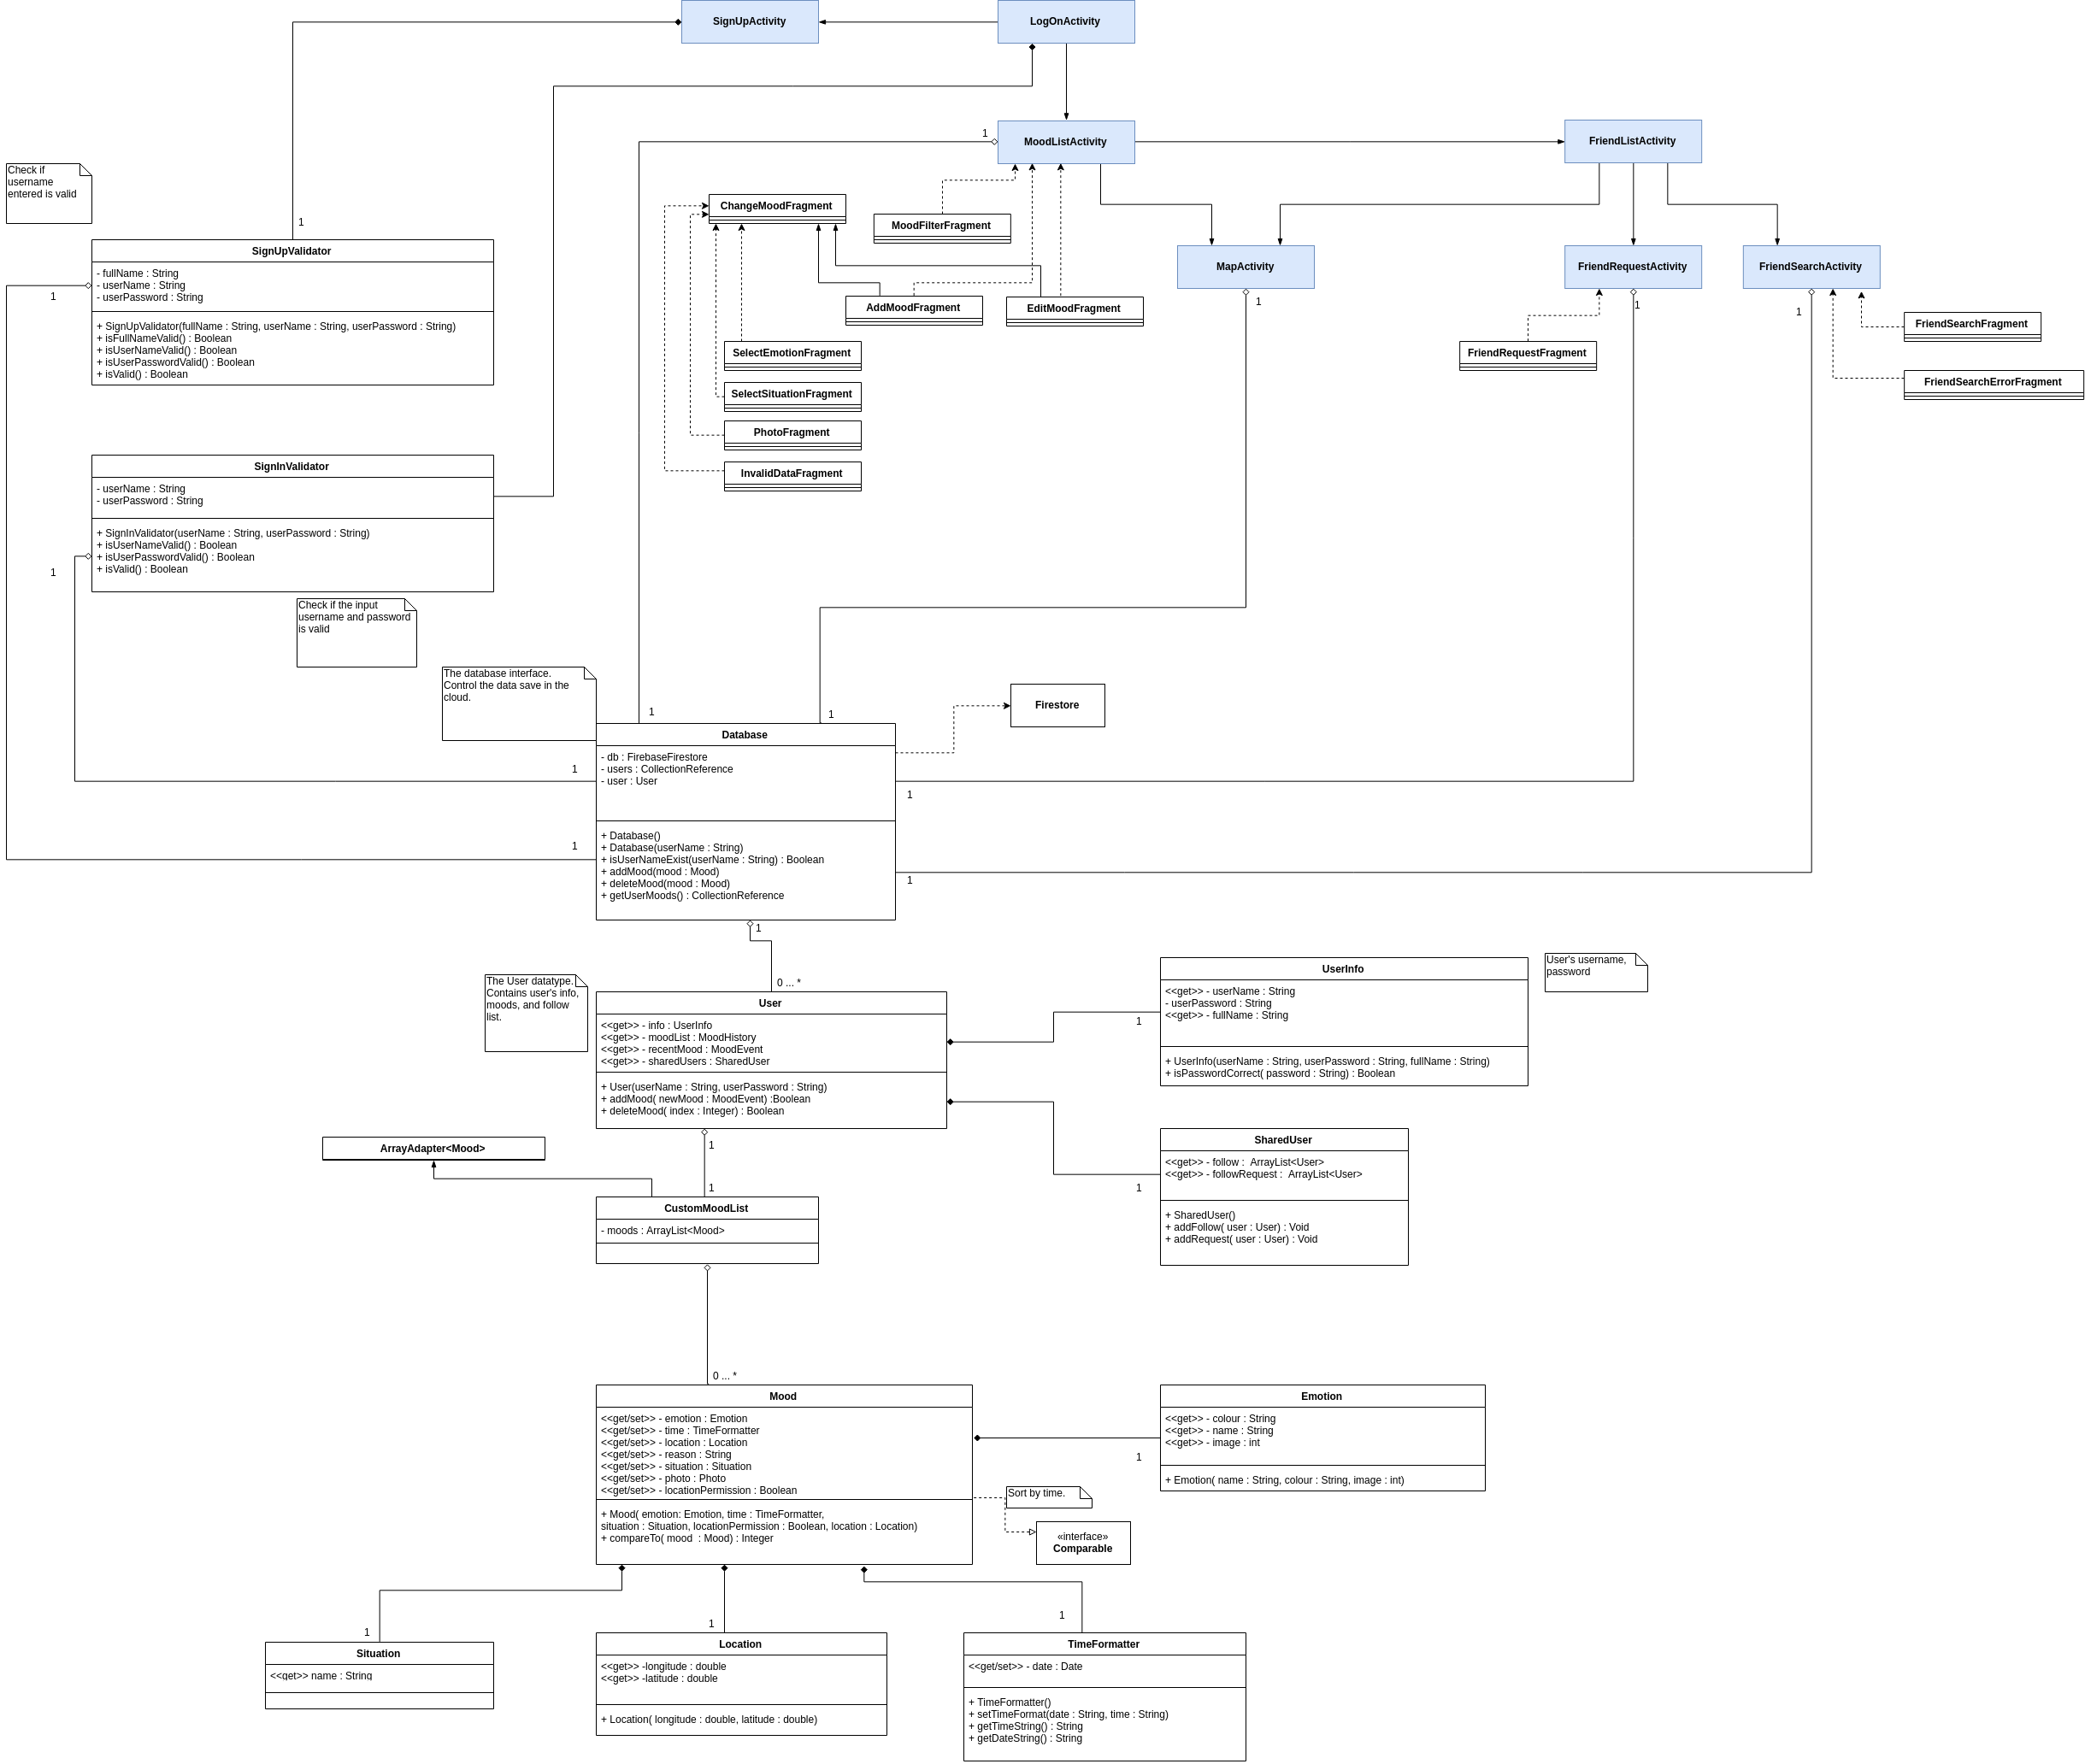 SignUpActivity
LogOnActivity
1
MoodListActivity
FriendListActivity
Check if
username
entered is valid
1
ChangeMoodFragment
MoodFilterFragment
SignUpValidator
- fullName : String
- userName : String
- userPassword : String
+ SignUpValidator(fullName : String, userName : String, userPassword : String)
+ isFullNameValid() : Boolean
+ isUserNameValid() : Boolean
+ isUserPasswordValid() : Boolean
+ isValid() : Boolean
1
MapActivity
FriendRequestActivity
FriendSearchActivity
1
1
1
AddMoodFragment
EditMoodFragment
FriendSearchFragment
SelectEmotionFragment
FriendRequestFragment
FriendSearchErrorFragment
SelectSituationFragment
PhotoFragment
InvalidDataFragment
SignInValidator
- userName : String
- userPassword : String
+ SignInValidator(userName : String, userPassword : String)
+ isUserNameValid() : Boolean
+ isUserPasswordValid() : Boolean
+ isValid() : Boolean
1
Check if the input
username and password
is valid
The database interface.
Control the data save in the
cloud.
1
1
Firestore
Database
- db : FirebaseFirestore
- users : CollectionReference
- user : User
+ Database()
+ Database(userName : String)
+ isUserNameExist(userName : String) : Boolean
+ addMood(mood : Mood)
+ deleteMood(mood : Mood)
+ getUserMoods() : CollectionReference
1
1
1
1
1
0 ... *
The User datatype.
Contains user's info,
moods, and follow
list.
User
<<get>> - info : UserInfo
<<get>> - moodList : MoodHistory
<<get>> - recentMood : MoodEvent
<<get>> - sharedUsers : SharedUser
+ User(userName : String, userPassword : String)
+ addMood( newMood : MoodEvent) :Boolean
+ deleteMood( index : Integer) : Boolean
1
UserInfo
<<get>> - userName : String
- userPassword : String
<<get>> - fullName : String
+ UserInfo(userName : String, userPassword : String, fullName : String)
+ isPasswordCorrect( password : String) : Boolean
User's username,
password
1
SharedUser
<<get>> - follow :  ArrayList<User>
<<get>> - followRequest :  ArrayList<User>
+ SharedUser()
+ addFollow( user : User) : Void
+ addRequest( user : User) : Void
ArrayAdapter<Mood>
1
1
CustomMoodList
- moods : ArrayList<Mood>
0 ... *
Mood
<<get/set>> - emotion : Emotion
<<get/set>> - time : TimeFormatter
<<get/set>> - location : Location
<<get/set>> - reason : String
<<get/set>> - situation : Situation
<<get/set>> - photo : Photo
<<get/set>> - locationPermission : Boolean
+ Mood( emotion: Emotion, time : TimeFormatter,
situation : Situation, locationPermission : Boolean, location : Location)
+ compareTo( mood  : Mood) : Integer
1
Emotion
<<get>> - colour : String
<<get>> - name : String
<<get>> - image : int
+ Emotion( name : String, colour : String, image : int)
Sort by time.
«interface»
Comparable
1
1
1
Situation
<<get>> name : String
Location
<<get>> -longitude : double
<<get>> -latitude : double
+ Location( longitude : double, latitude : double)
TimeFormatter
<<get/set>> - date : Date
+ TimeFormatter()
+ setTimeFormat(date : String, time : String)
+ getTimeString() : String
+ getDateString() : String